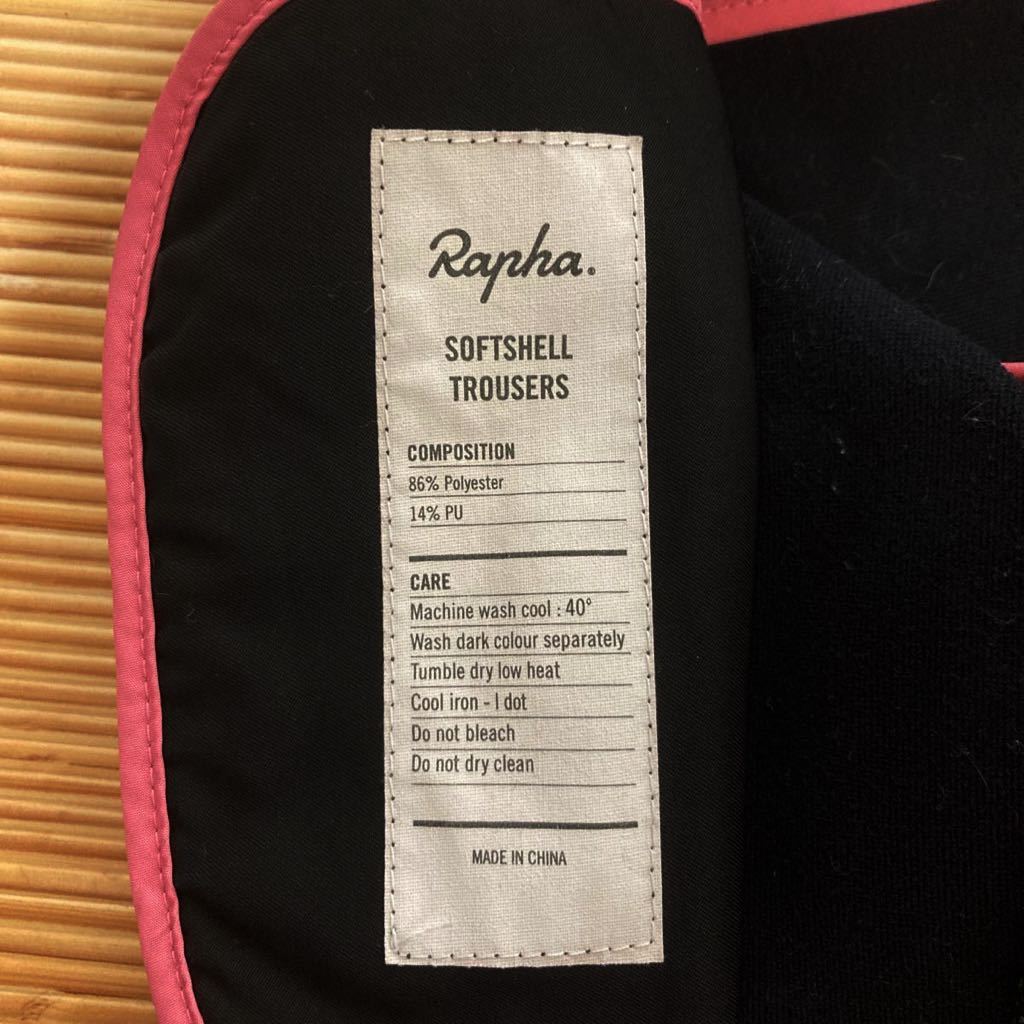 Rapha.
SOFTSHELL
TROUSERS
COMPOSITION
86% Polyester
14% PU
CARE
Machine wash cool : 40°
Wash dark colour separately
Tumble dry low heat
Cool iron - I dot
Do not bleach
Do not dry clean
MADE IN CHINA